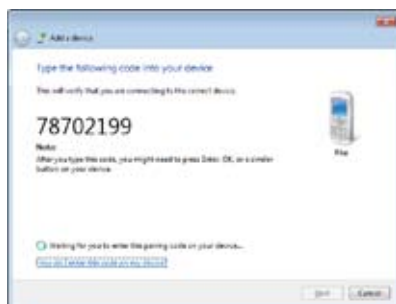 Add a device
Type the following code into your device
This will verify that you are connecting to the correct device.
78702199
Note:
After you type this code, you might need to press Enter, OK, or a similar
button on your device.
Waiting for you to enter this pairing code on your device...
How do I enter this code on my device?
Next Cancel